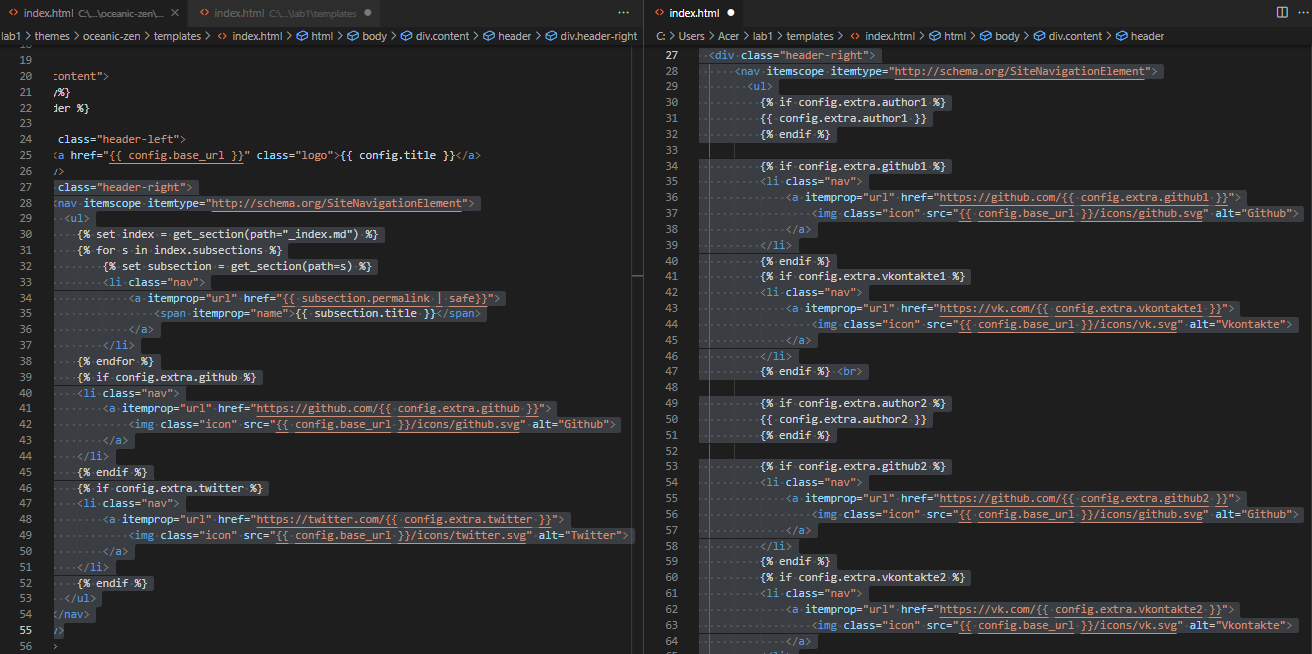 index.html C:\...\oceanic-zen\...
index.html C:\...\lab1\templates
lab1 > themes > oceanic-zen > templates > index.html > html > body > div.content > header > div.header-right
19
20 content">
21 /%}
22 der %}
23
24 class="header-left">
25 <a href="{{ config.base_url }}" class="logo">{{ config.title }}</a>
26 />
27 class="header-right">
28 <nav itemscope itemtype="http://schema.org/SiteNavigationElement">
29 <ul>
30 {% set index = get_section(path="_index.md") %}
31 {% for s in index.subsections %}
32 {% set subsection = get_section(path=s) %}
33 <li class="nav">
34 <a itemprop="url" href="{{ subsection.permalink | safe}}">
35 <span itemprop="name">{{ subsection.title }}</span>
36 </a>
37 </li>
38 {% endfor %}
39 {% if config.extra.github %}
40 <li class="nav">
41 <a itemprop="url" href="https://github.com/{{ config.extra.github }}">
42 <img class="icon" src="{{ config.base_url }}/icons/github.svg" alt="Github">
43 </a>
44 </li>
45 {% endif %}
46 {% if config.extra.twitter %}
47 <li class="nav">
48 <a itemprop="url" href="https://twitter.com/{{ config.extra.twitter }}">
49 <img class="icon" src="{{ config.base_url }}/icons/twitter.svg" alt="Twitter">
50 </a>
51 </li>
52 {% endif %}
53 </ul>
54 </nav>
55 />
56 >
index.html
C: > Users > Acer > lab1 > templates > index.html > html > body > div.content > header
27 <div class="header-right">
28 <nav itemscope itemtype="http://schema.org/SiteNavigationElement">
29 <ul>
30 {% if config.extra.author1 %}
31 {{ config.extra.author1 }}
32 {% endif %}
33
34 {% if config.extra.github1 %}
35 <li class="nav">
36 <a itemprop="url" href="https://github.com/{{ config.extra.github1 }}">
37 <img class="icon" src="{{ config.base_url }}/icons/github.svg" alt="Github">
38 </a>
39 </li>
40 {% endif %}
41 {% if config.extra.vkontakte1 %}
42 <li class="nav">
43 <a itemprop="url" href="https://vk.com/{{ config.extra.vkontakte1 }}">
44 <img class="icon" src="{{ config.base_url }}/icons/vk.svg" alt="Vkontakte">
45 </a>
46 </li>
47 {% endif %} <br>
48
49 {% if config.extra.author2 %}
50 {{ config.extra.author2 }}
51 {% endif %}
52
53 {% if config.extra.github2 %}
54 <li class="nav">
55 <a itemprop="url" href="https://github.com/{{ config.extra.github2 }}">
56 <img class="icon" src="{{ config.base_url }}/icons/github.svg" alt="Github">
57 </a>
58 </li>
59 {% endif %}
60 {% if config.extra.vkontakte2 %}
61 <li class="nav">
62 <a itemprop="url" href="https://vk.com/{{ config.extra.vkontakte2 }}">
63 <img class="icon" src="{{ config.base_url }}/icons/vk.svg" alt="Vkontakte">
64 </a>